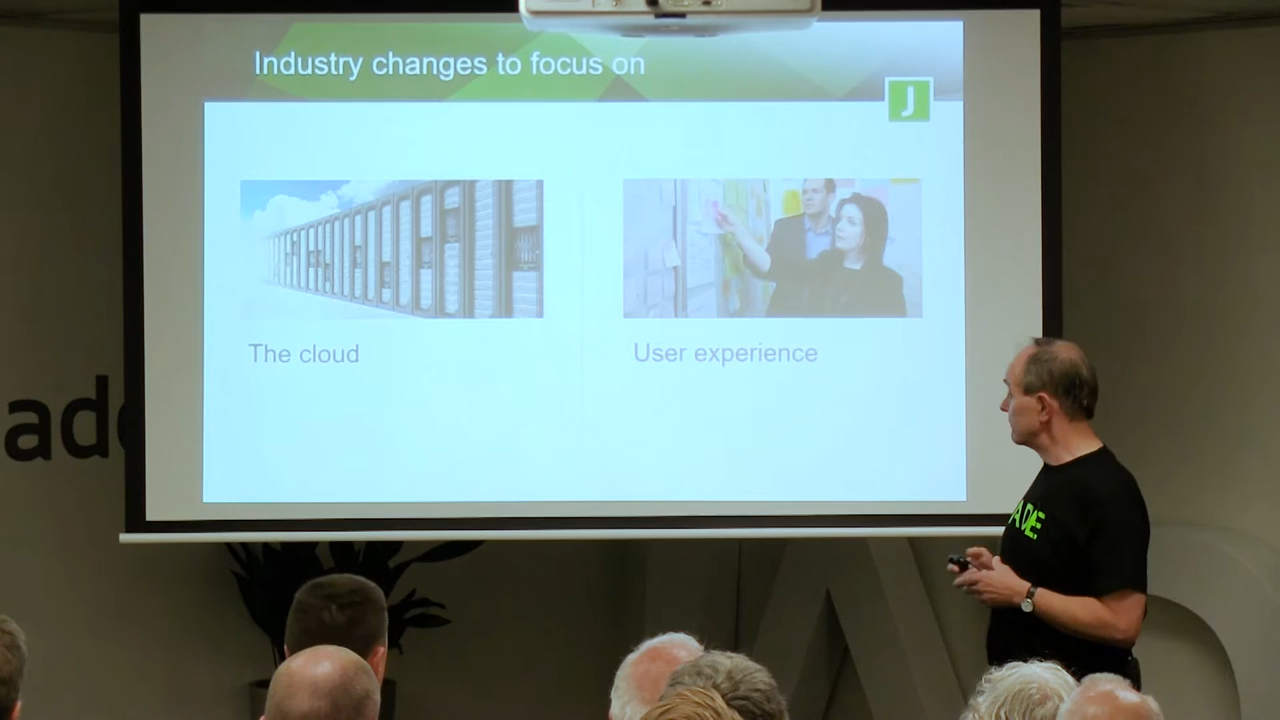 Industry changes to focus on
J
The cloud
User experience
ade
ADE